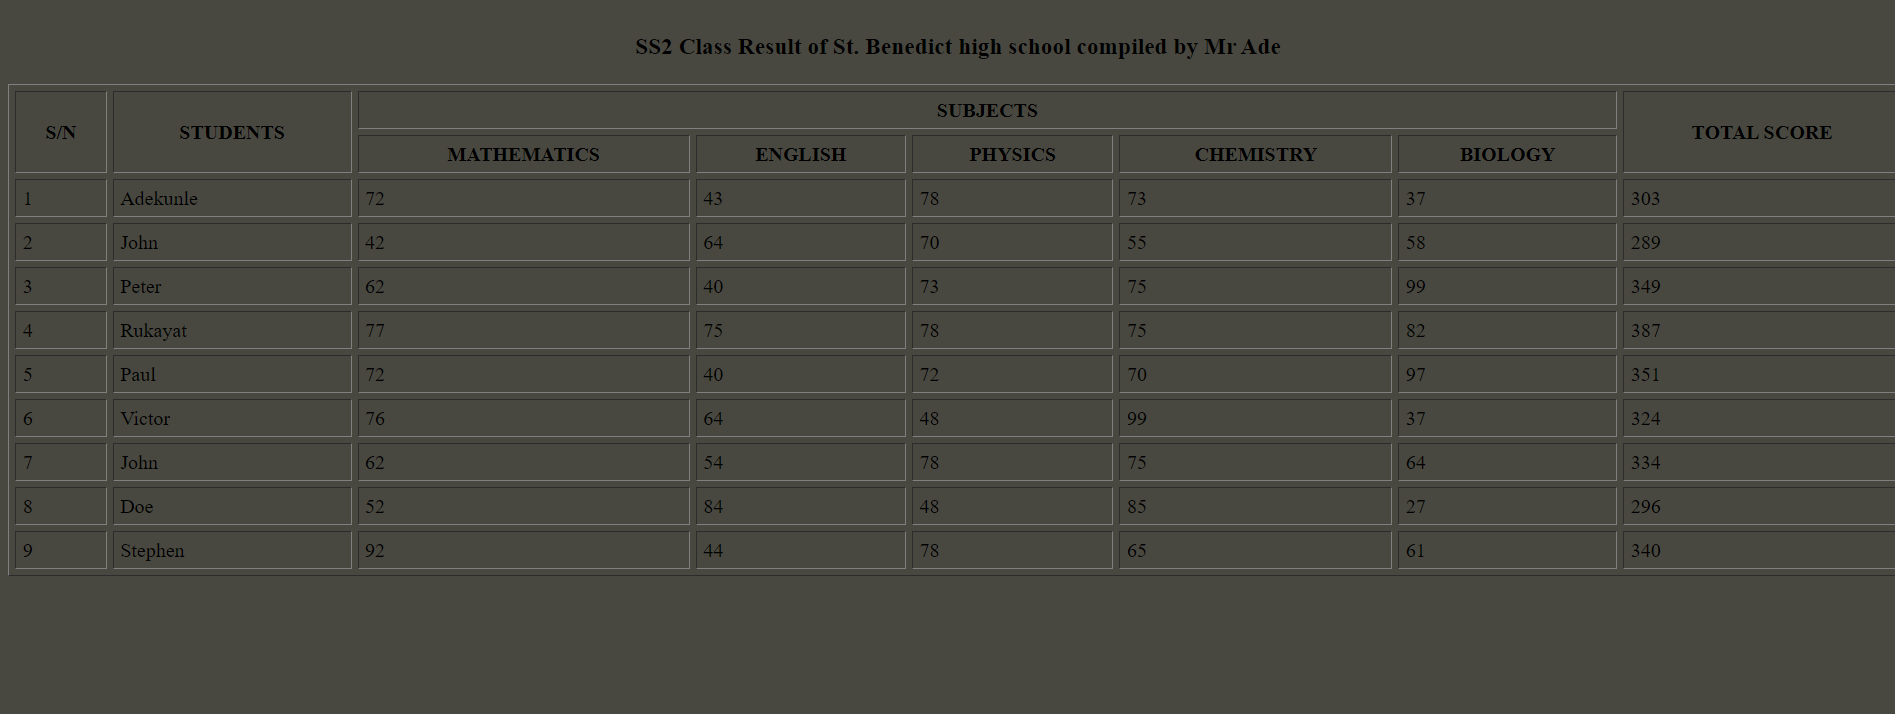 SS2 Class Result of St. Benedict high school compiled by Mr Ade
S/N STUDENTS SUBJECTS TOTAL SCORE
MATHEMATICS ENGLISH PHYSICS CHEMISTRY BIOLOGY
1 Adekunle 72 43 78 73 37 303
2 John 42 64 70 55 58 289
3 Peter 62 40 73 75 99 349
4 Rukayat 77 75 78 75 82 387
5 Paul 72 40 72 70 97 351
6 Victor 76 64 48 99 37 324
7 John 62 54 78 75 64 334
8 Doe 52 84 48 85 27 296
9 Stephen 92 44 78 65 61 340